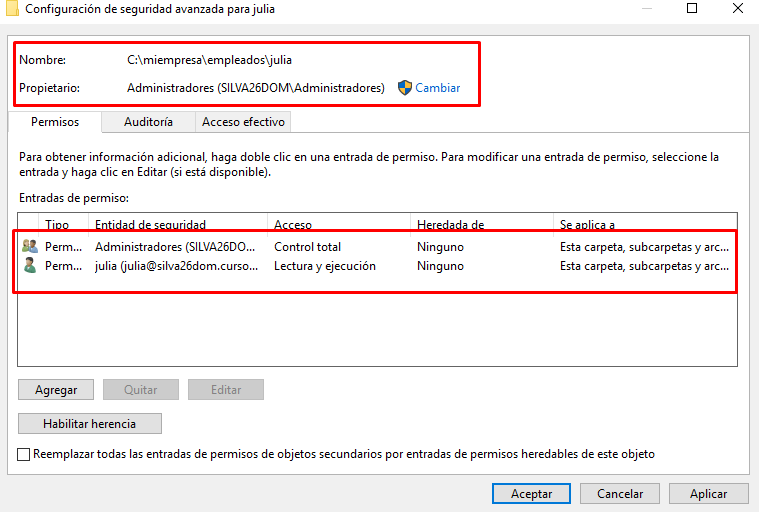 Configuración de seguridad avanzada para julia
Nombre: C:\miempresa\empleados\julia
Propietario: Administradores (SILVA26DOM\Administradores) Cambiar
Permisos Auditoría Acceso efectivo
Para obtener información adicional, haga doble clic en una entrada de permiso. Para modificar una entrada de permiso, seleccione la
entrada y haga clic en Editar (si está disponible).
Entradas de permiso:
Tipo Entidad de seguridad Acceso Heredada de Se aplica a
Perm... Administradores (SILVA26DO... Control total Ninguno Esta carpeta, subcarpetas y arc...
Perm... julia (julia@silva26dom.curso... Lectura y ejecución Ninguno Esta carpeta, subcarpetas y arc...
Agregar Quitar Editar
Habilitar herencia
Reemplazar todas las entradas de permisos de objetos secundarios por entradas de permisos heredables de este objeto
Aceptar Cancelar Aplicar